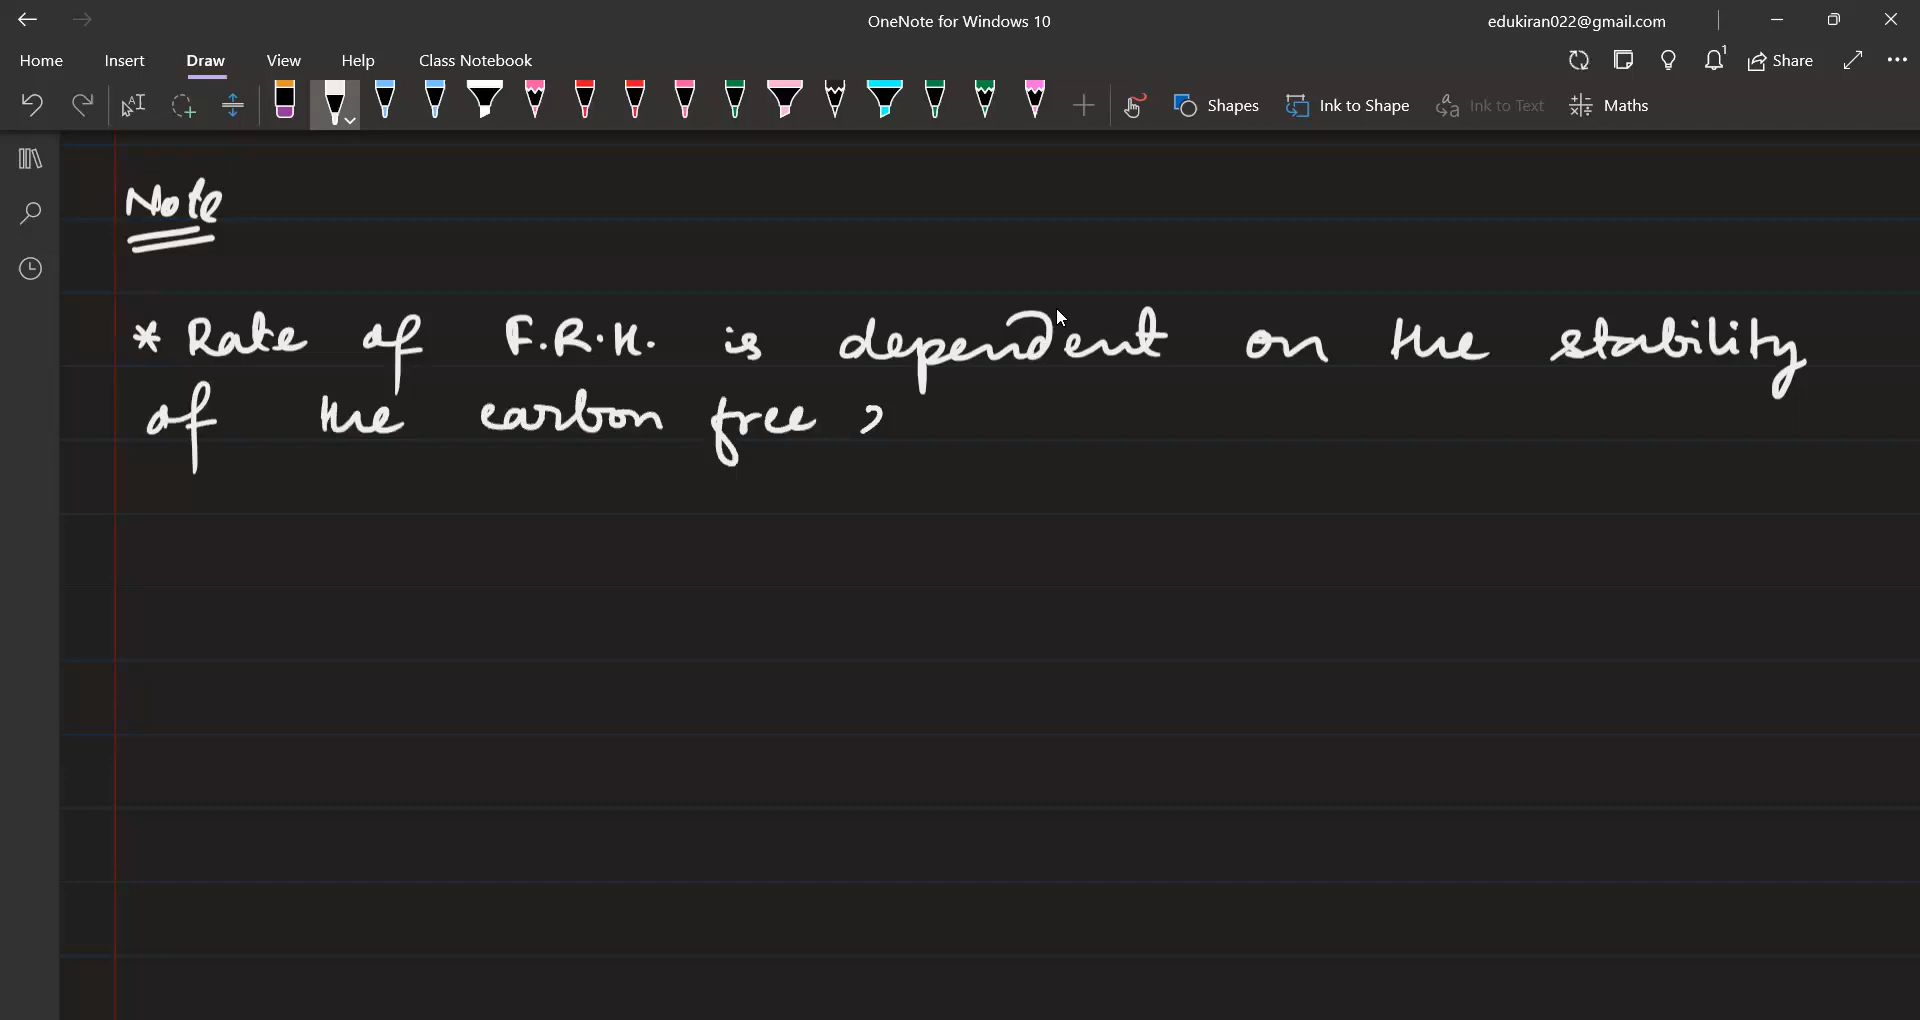 OneNote for Windows 10
edukiran022@gmail.com
Home Insert Draw View Help Class Notebook
1
Share
Shapes Ink to Shape Ink to Text Maths
Note
* Rate of F.R.H. is dependent on the stability
of the carbon free